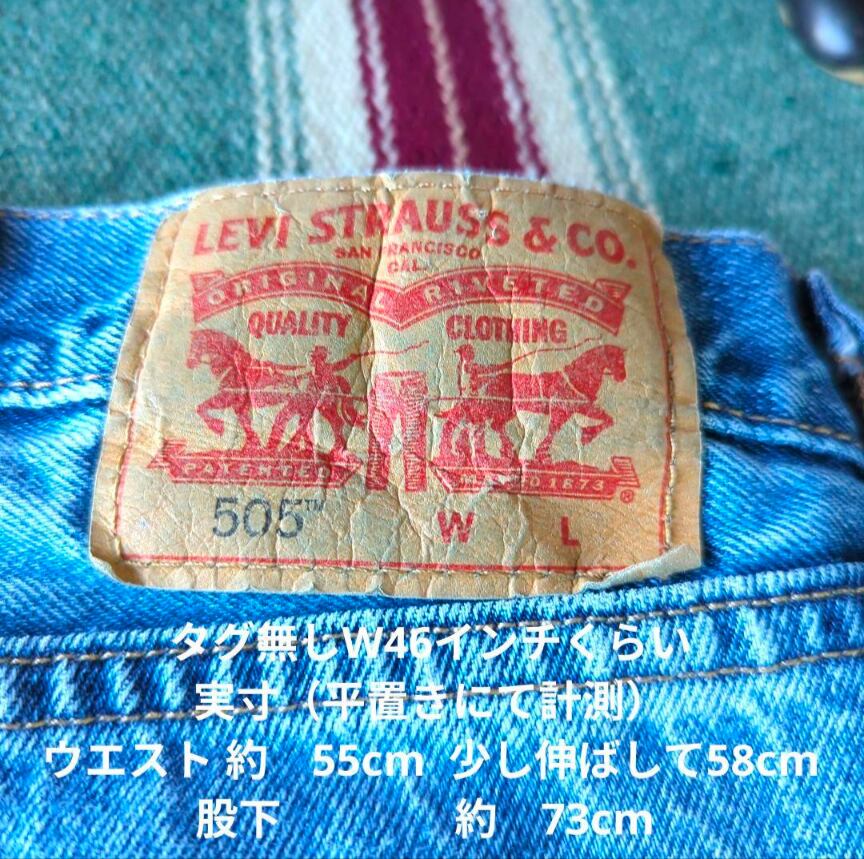 LEVI STRAUSS & CO.
SAN FRANCISCO
CAL.
ORIGINAL RIVETED
QUALITY CLOTHING
PATENTED 1873
®
505™ W L
タグ無しW46インチくらい
実寸（平置きにて計測）
ウエスト 約 55cm 少し伸ばして58cm
股下 約 73cm